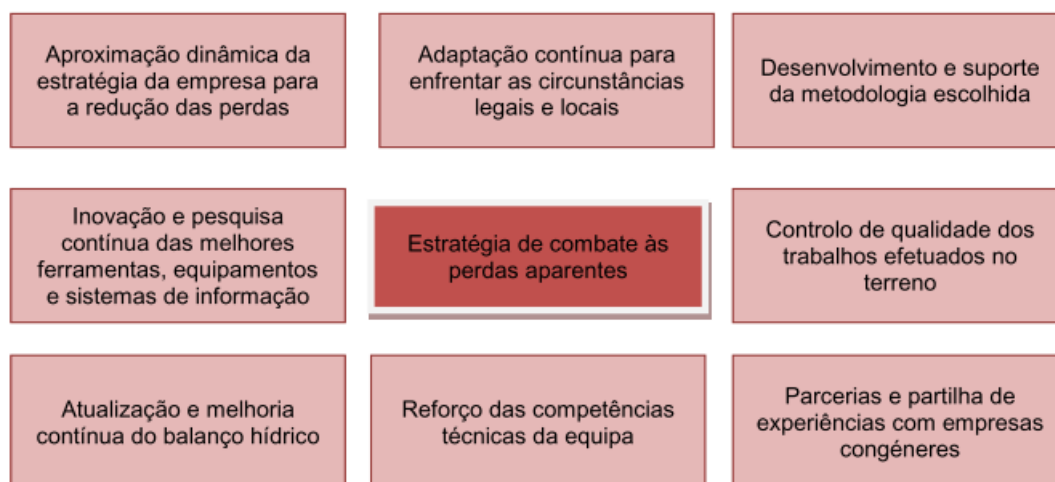 Aproximação dinâmica da
estratégia da empresa para
a redução das perdas
Adaptação contínua para
enfrentar as circunstâncias
legais e locais
Desenvolvimento e suporte
da metodologia escolhida
Inovação e pesquisa
contínua das melhores
ferramentas, equipamentos
e sistemas de informação
Estratégia de combate às
perdas aparentes
Controlo de qualidade dos
trabalhos efetuados no
terreno
Atualização e melhoria
contínua do balanço hídrico
Reforço das competências
técnicas da equipa
Parcerias e partilha de
experiências com empresas
congéneres